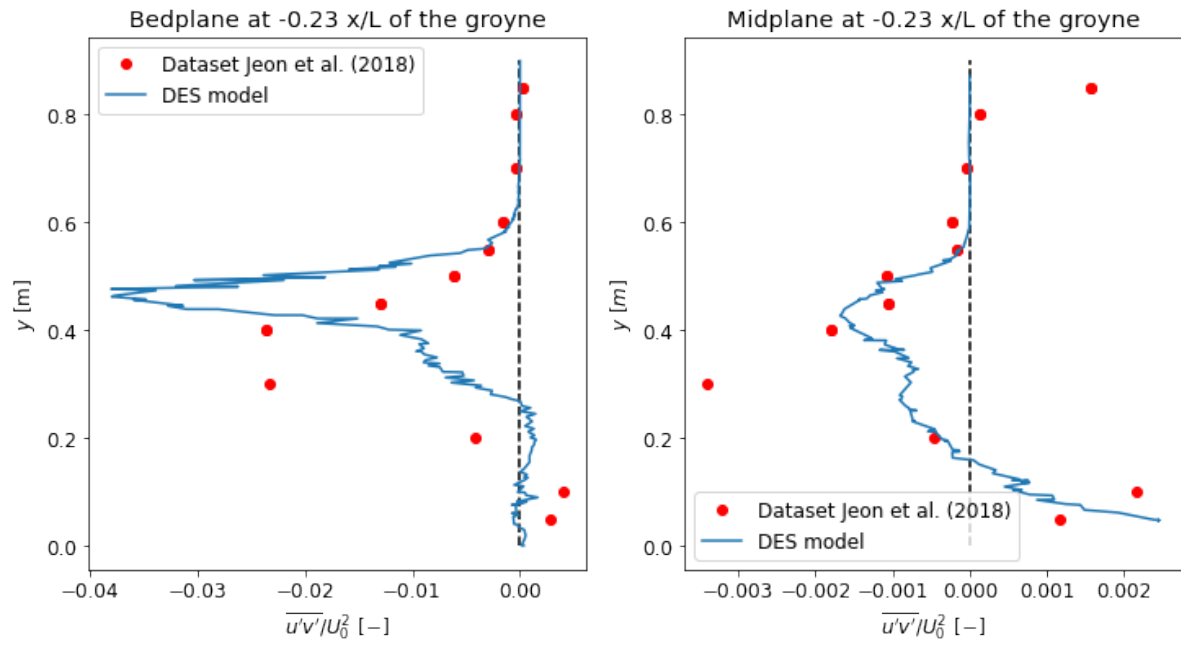 Bedplane at -0.23 x/L of the groyne
Dataset Jeon et al. (2018)
DES model
y [m]
0.8
0.6
0.4
0.2
0.0
−0.04 −0.03 −0.02 −0.01 0.00
u'v'/U₀² [−]
Midplane at -0.23 x/L of the groyne
y [m]
0.8
0.6
0.4
0.2
0.0
Dataset Jeon et al. (2018)
DES model
−0.003 −0.002 −0.001 0.000 0.001 0.002
u'v'/U₀² [−]